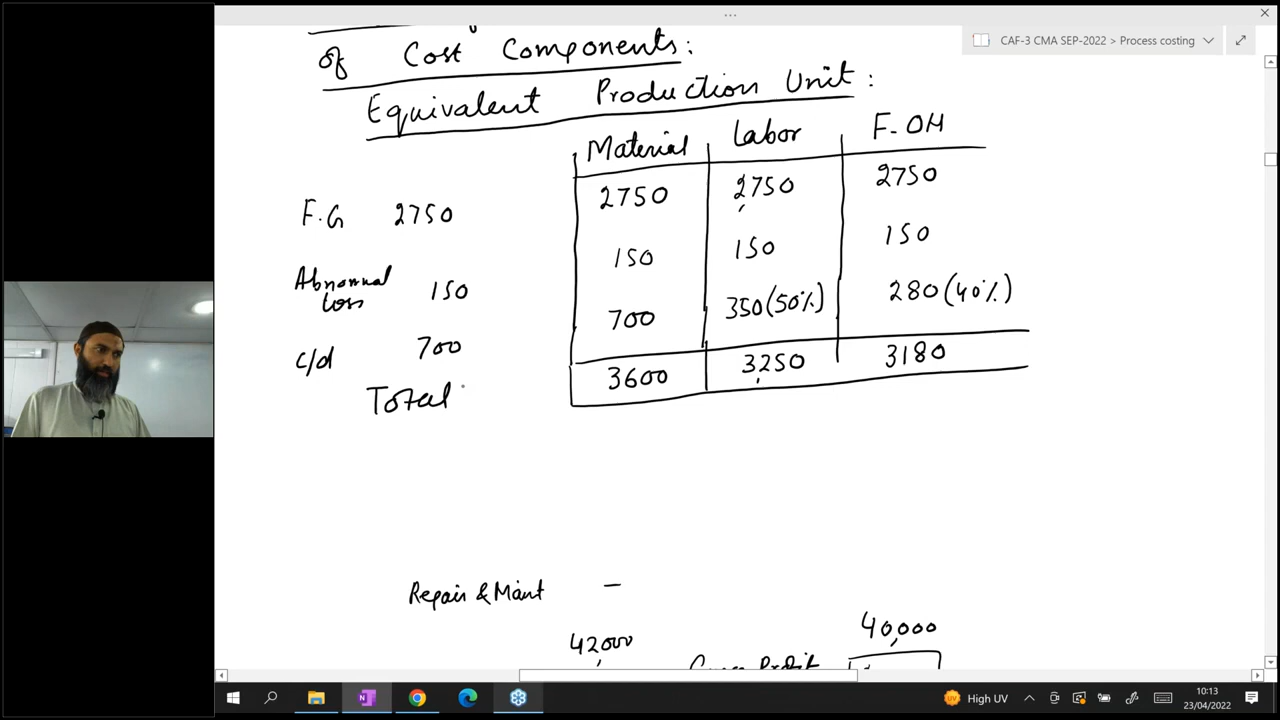 CAF-3 CMA SEP-2022 > Process costing
of Cost Components:
Equivalent Production Unit:
Material Labor F-OH
F.G 2750 2750 2750 2750
Abnormal
Loss 150 150 150 150
c/d 700 700 350(50%) 280(40%)
Total 3600 3250 3180
Repair & Maint —
42000
40,000
Gross Profit
High UV
10:13
23/04/2022